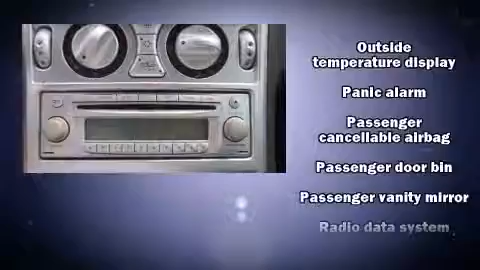 Outside
temperature display
Panic alarm
Passenger
cancellable airbag
Passenger door bin
Passenger vanity mirror
Radio data system